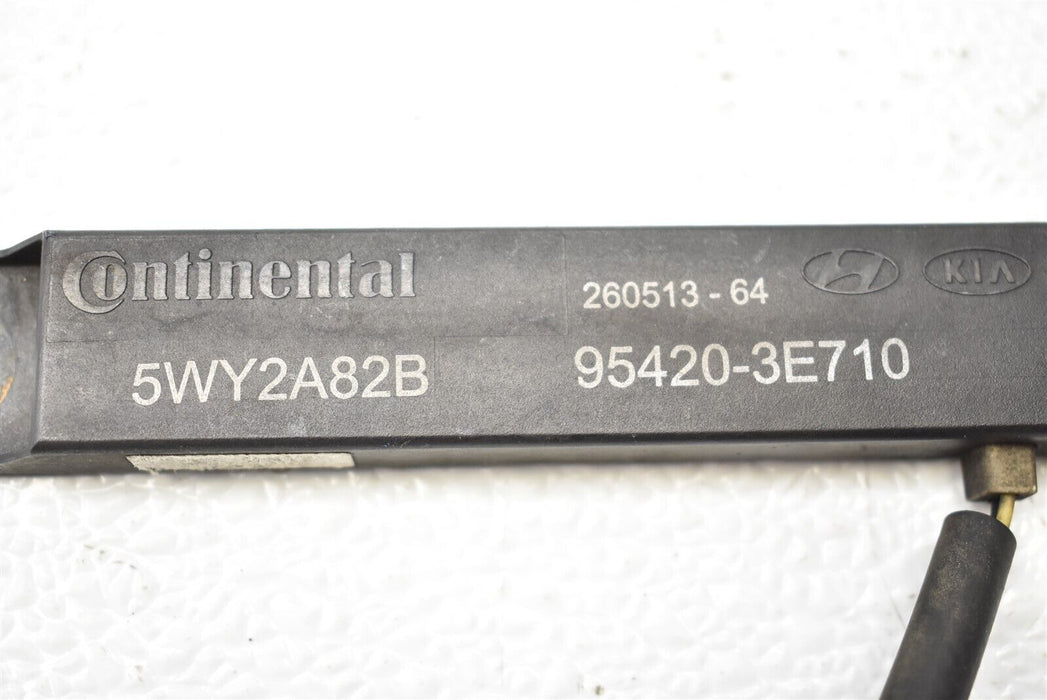 Continental
260513 - 64
KIA
5WY2A82B
95420-3E710